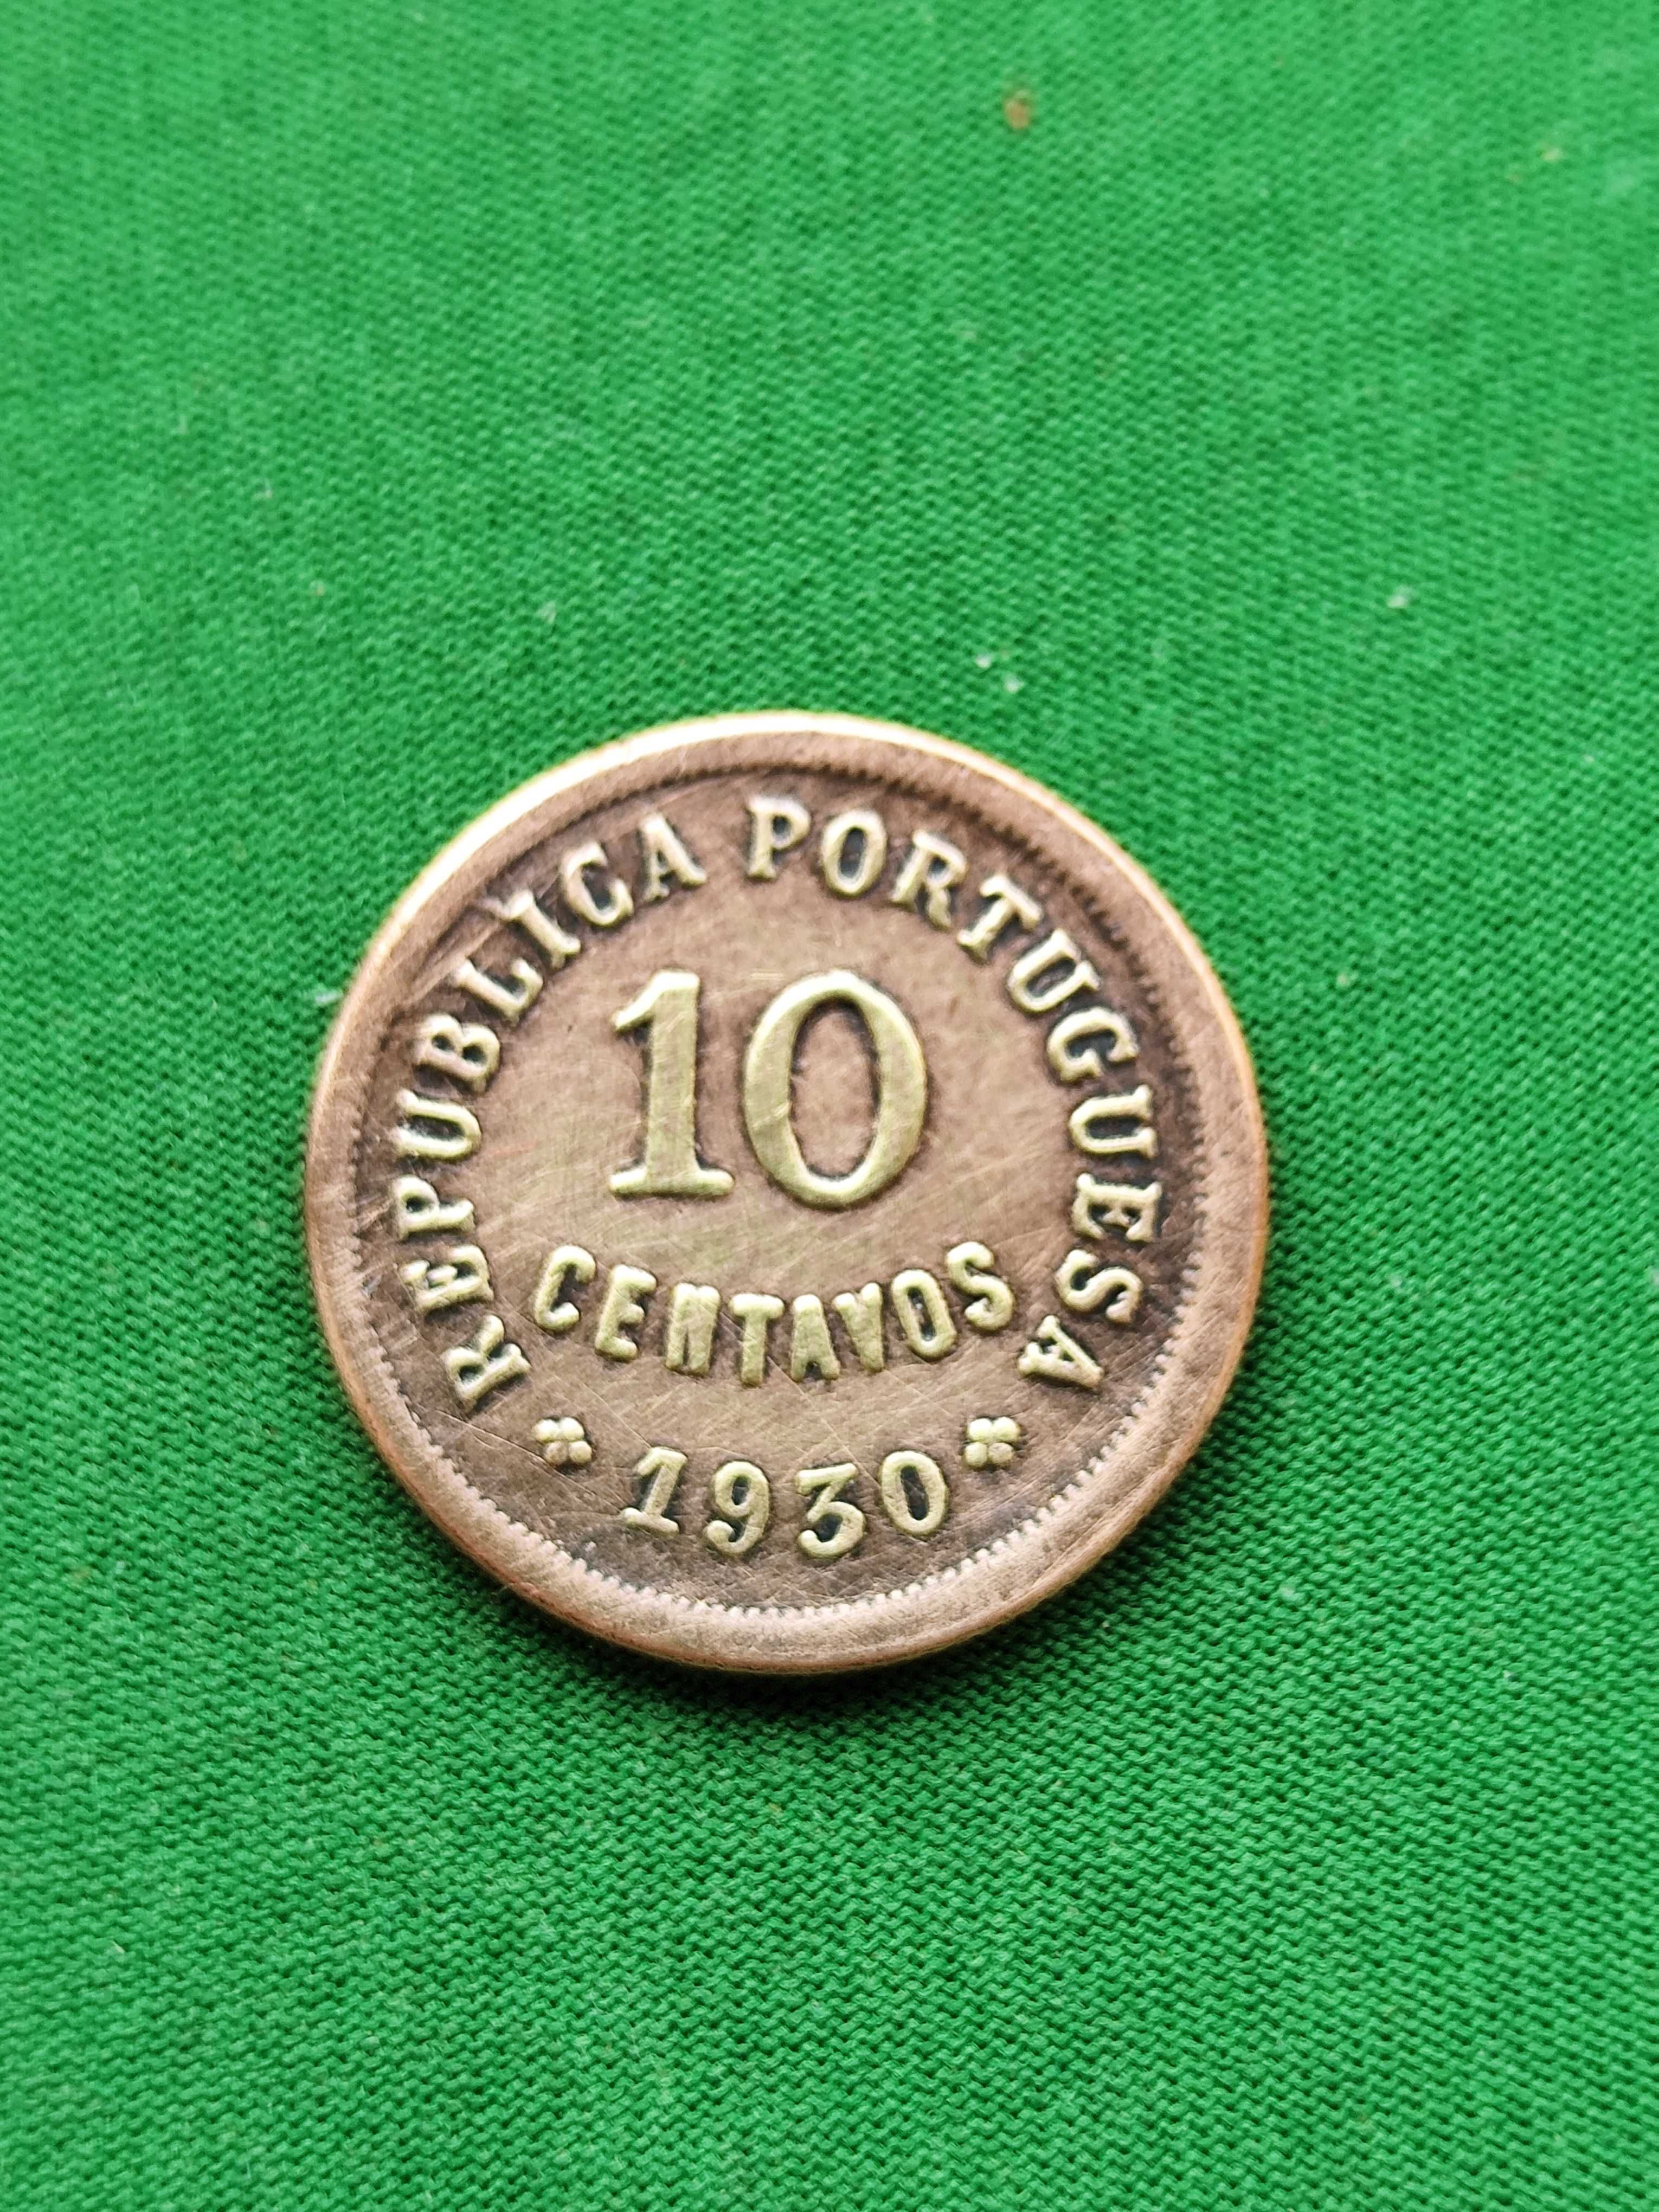 REPUBLICA PORTUGUESA
10
CENTAVOS
1930